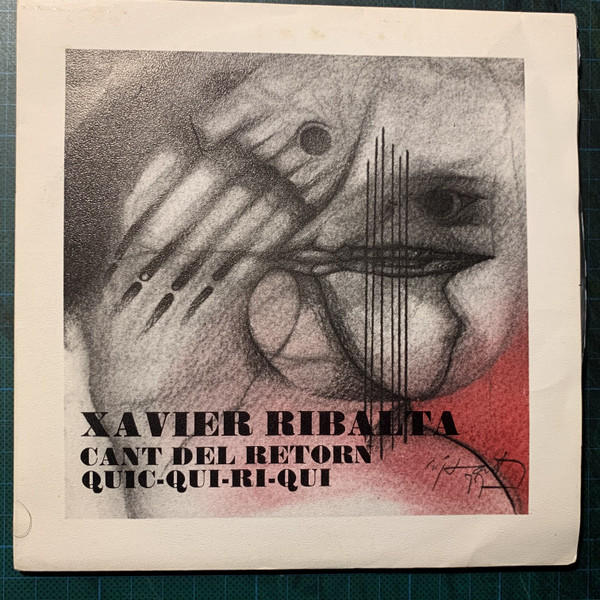 XAVIER RIBALTA
CANT DEL RETORN
QUIC-QUI-RI-QUI